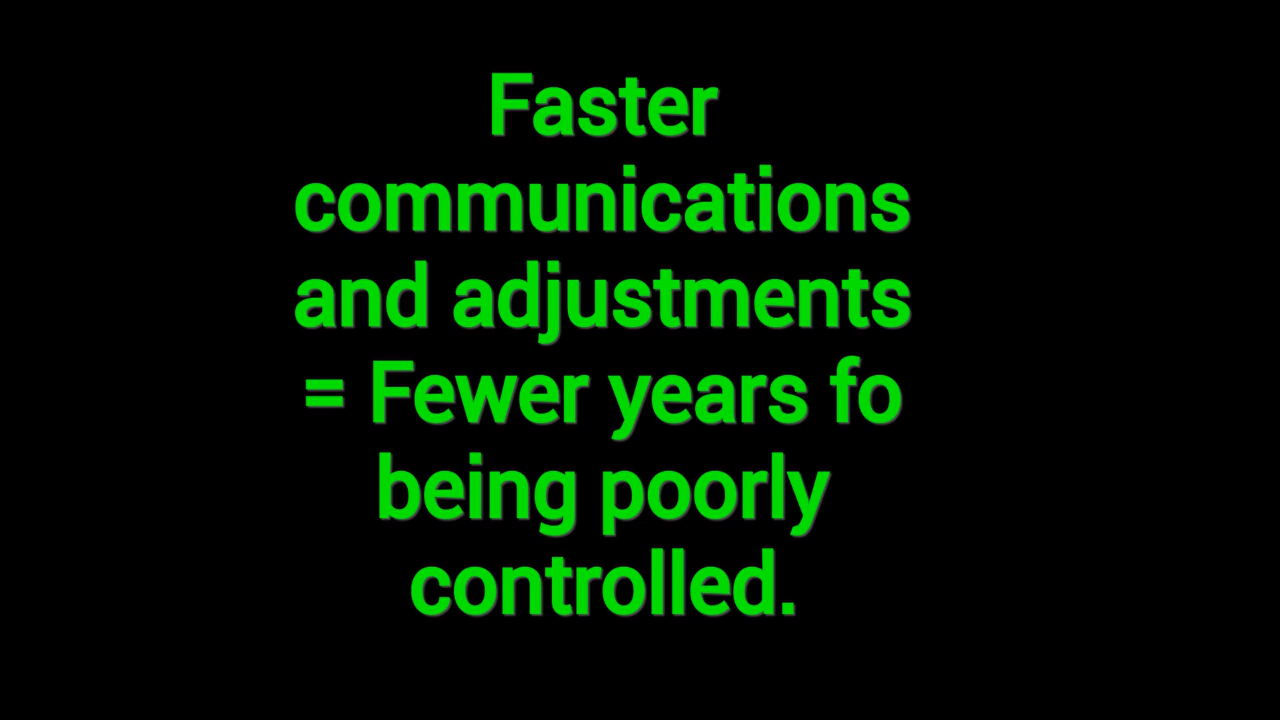 Faster
communications
and adjustments
= Fewer years fo
being poorly
controlled.